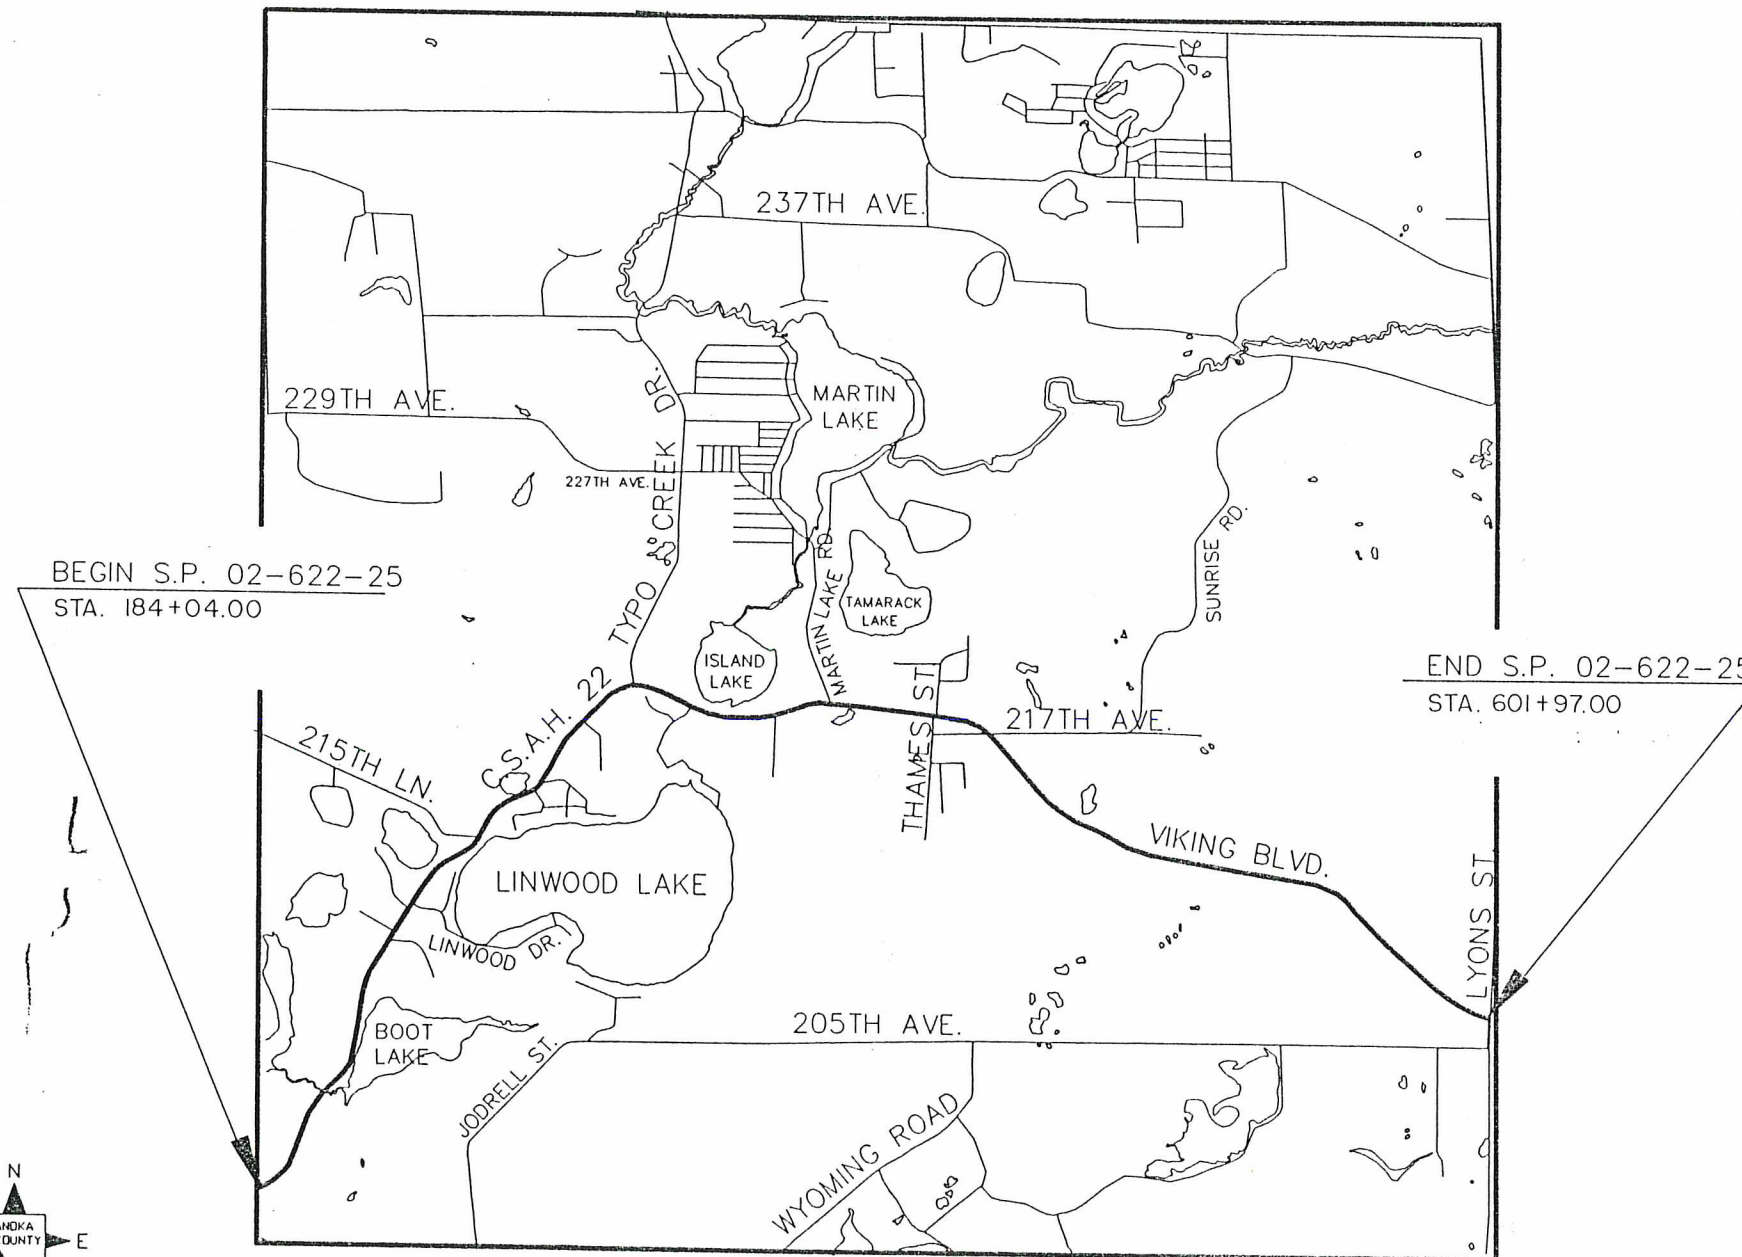 237TH AVE.
229TH AVE.
MARTIN
LAKE
227TH AVE.
TYPO CREEK DR.
BEGIN S.P. 02-622-25
STA. 184+04.00
SUNRISE RD.
MARTIN LAKE RD
TAMARACK
LAKE
ISLAND
LAKE
THAMES ST
END S.P. 02-622-25
STA. 601+97.00
217TH AVE.
215TH LN.
C.S.A.H. 22
VIKING BLVD.
LINWOOD LAKE
LYONS ST
LINWOOD DR.
BOOT
LAKE
205TH AVE.
JODRELL ST.
WYOMING ROAD
N
E